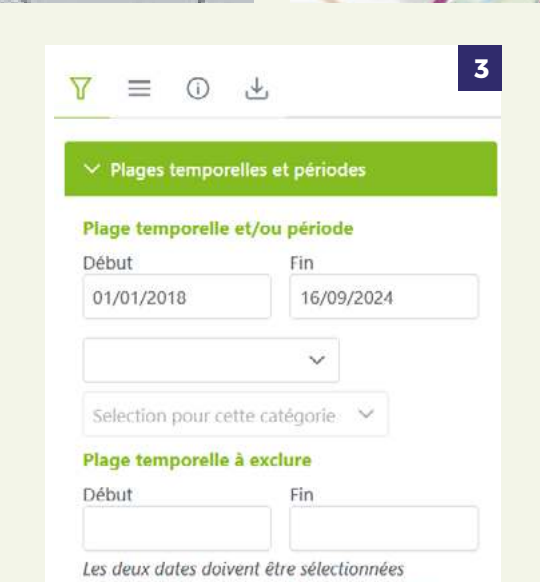 3
Plages temporelles et périodes
Plage temporelle et/ou période
Début Fin
01/01/2018 16/09/2024
Selection pour cette catégorie
Plage temporelle à exclure
Début Fin
Les deux dates doivent être sélectionnées